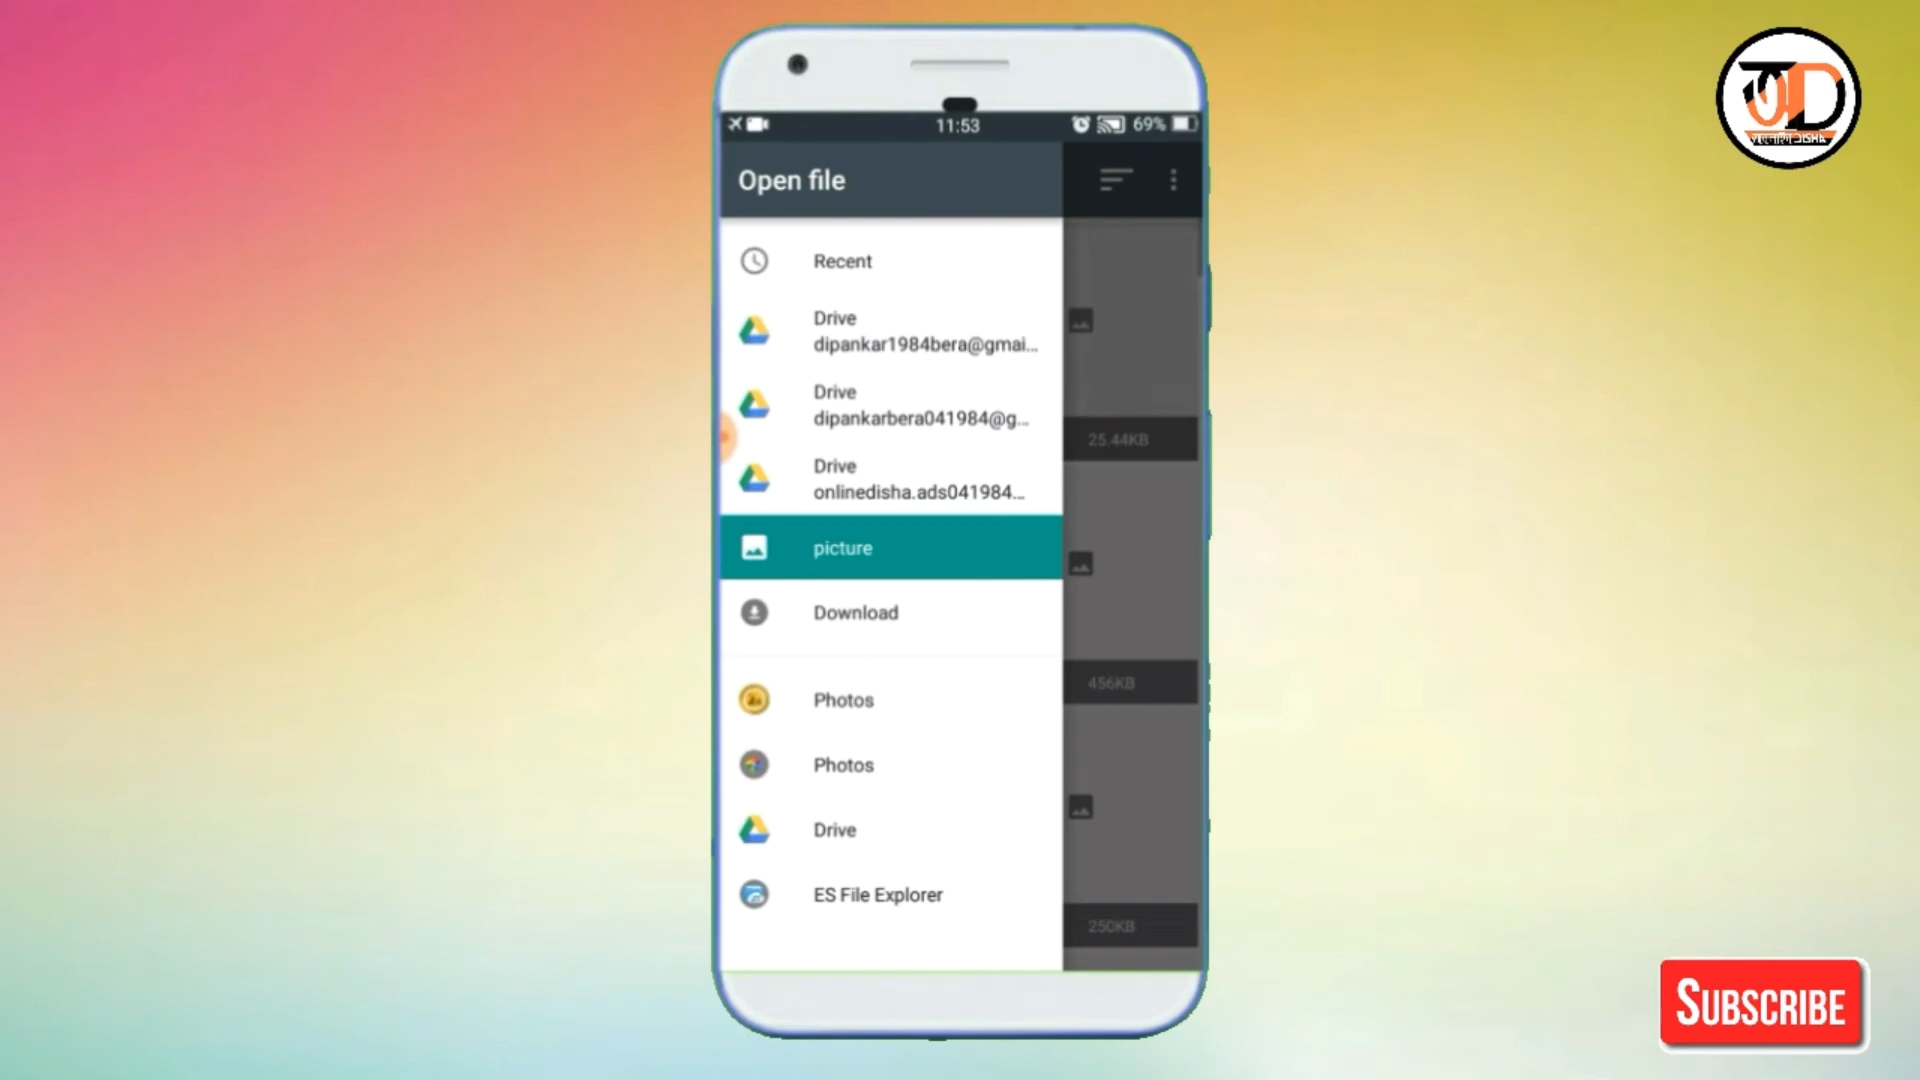 11:53
69%
Open file
Recent
Drive
dipankar1984bera@gmai...
Drive
dipankarbera041984@g...
Drive
onlinedisha.ads041984...
picture
Download
Photos
Photos
Drive
ES File Explorer
25.44KB
456KB
250KB
SUBSCRIBE